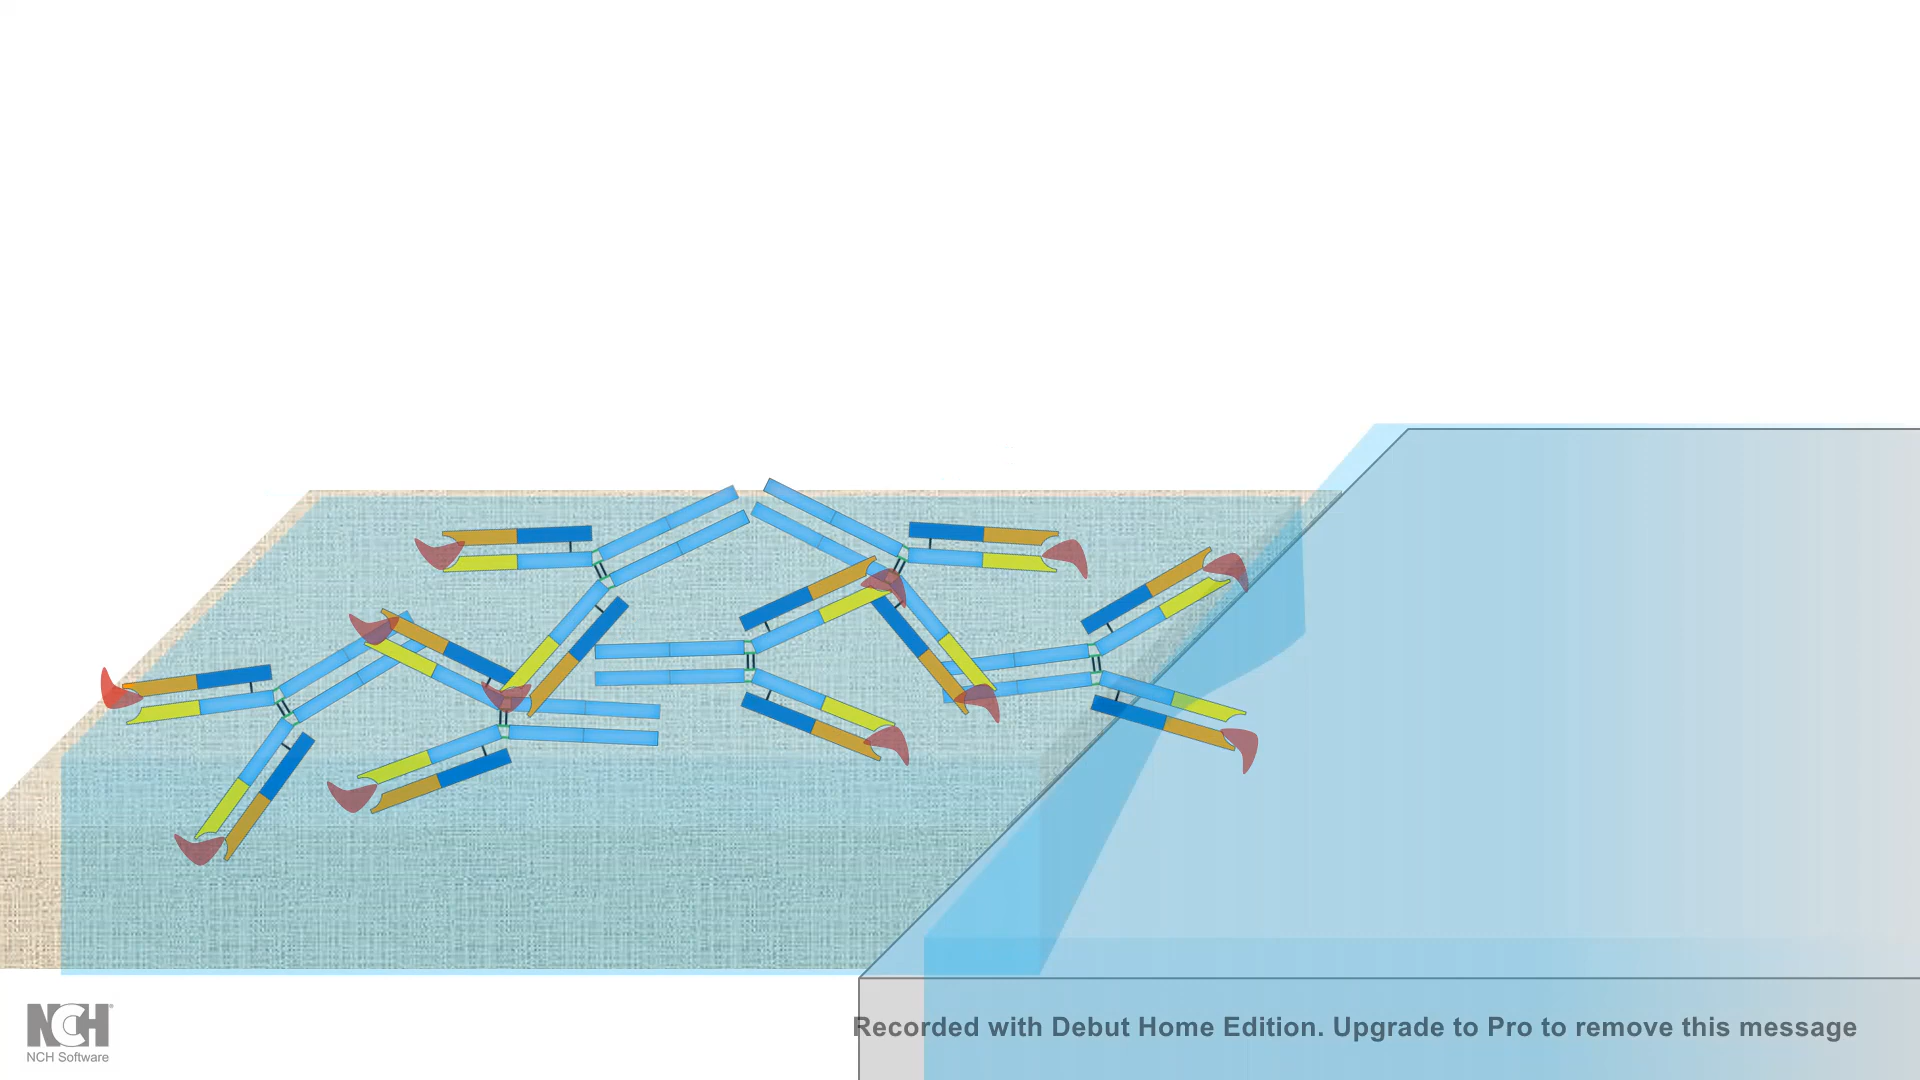 NCH®
NCH Software
Recorded with Debut Home Edition. Upgrade to Pro to remove this message